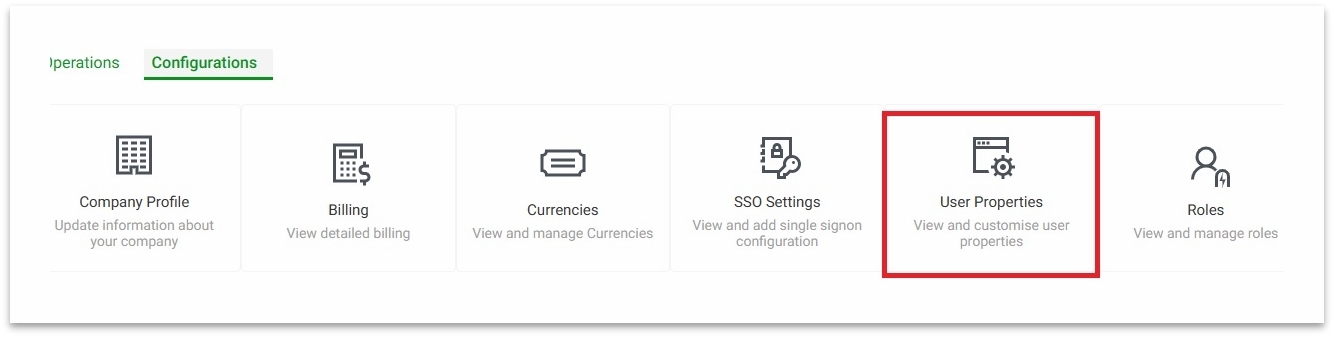 Operations
Configurations
Company Profile
Update information about
your company
Billing
View detailed billing
Currencies
View and manage Currencies
SSO Settings
View and add single signon
configuration
User Properties
View and customise user
properties
Roles
View and manage roles